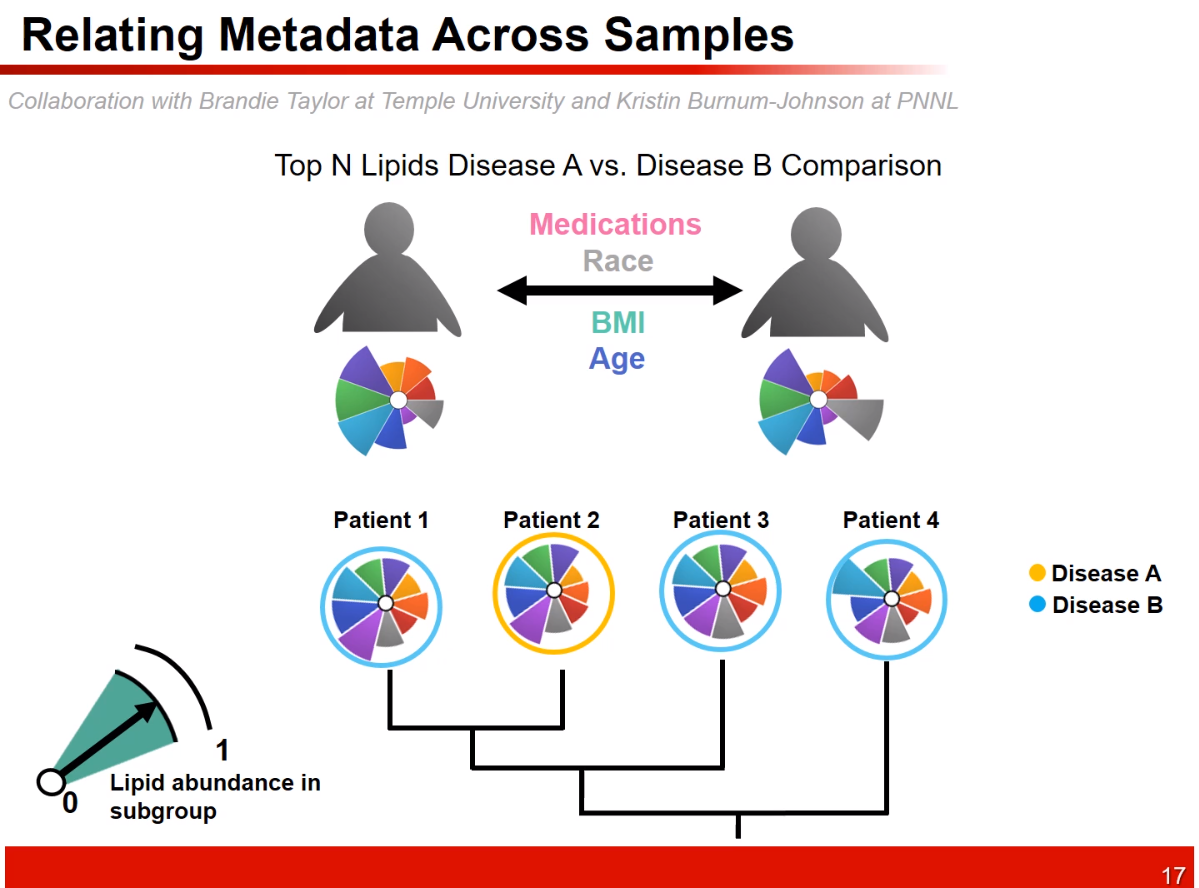 Relating Metadata Across Samples
Collaboration with Brandie Taylor at Temple University and Kristin Burnum-Johnson at PNNL
Top N Lipids Disease A vs. Disease B Comparison
Medications
Race
BMI
Age
Patient 1
Patient 2
Patient 3
Patient 4
Disease A
Disease B
1
0
Lipid abundance in
subgroup
17